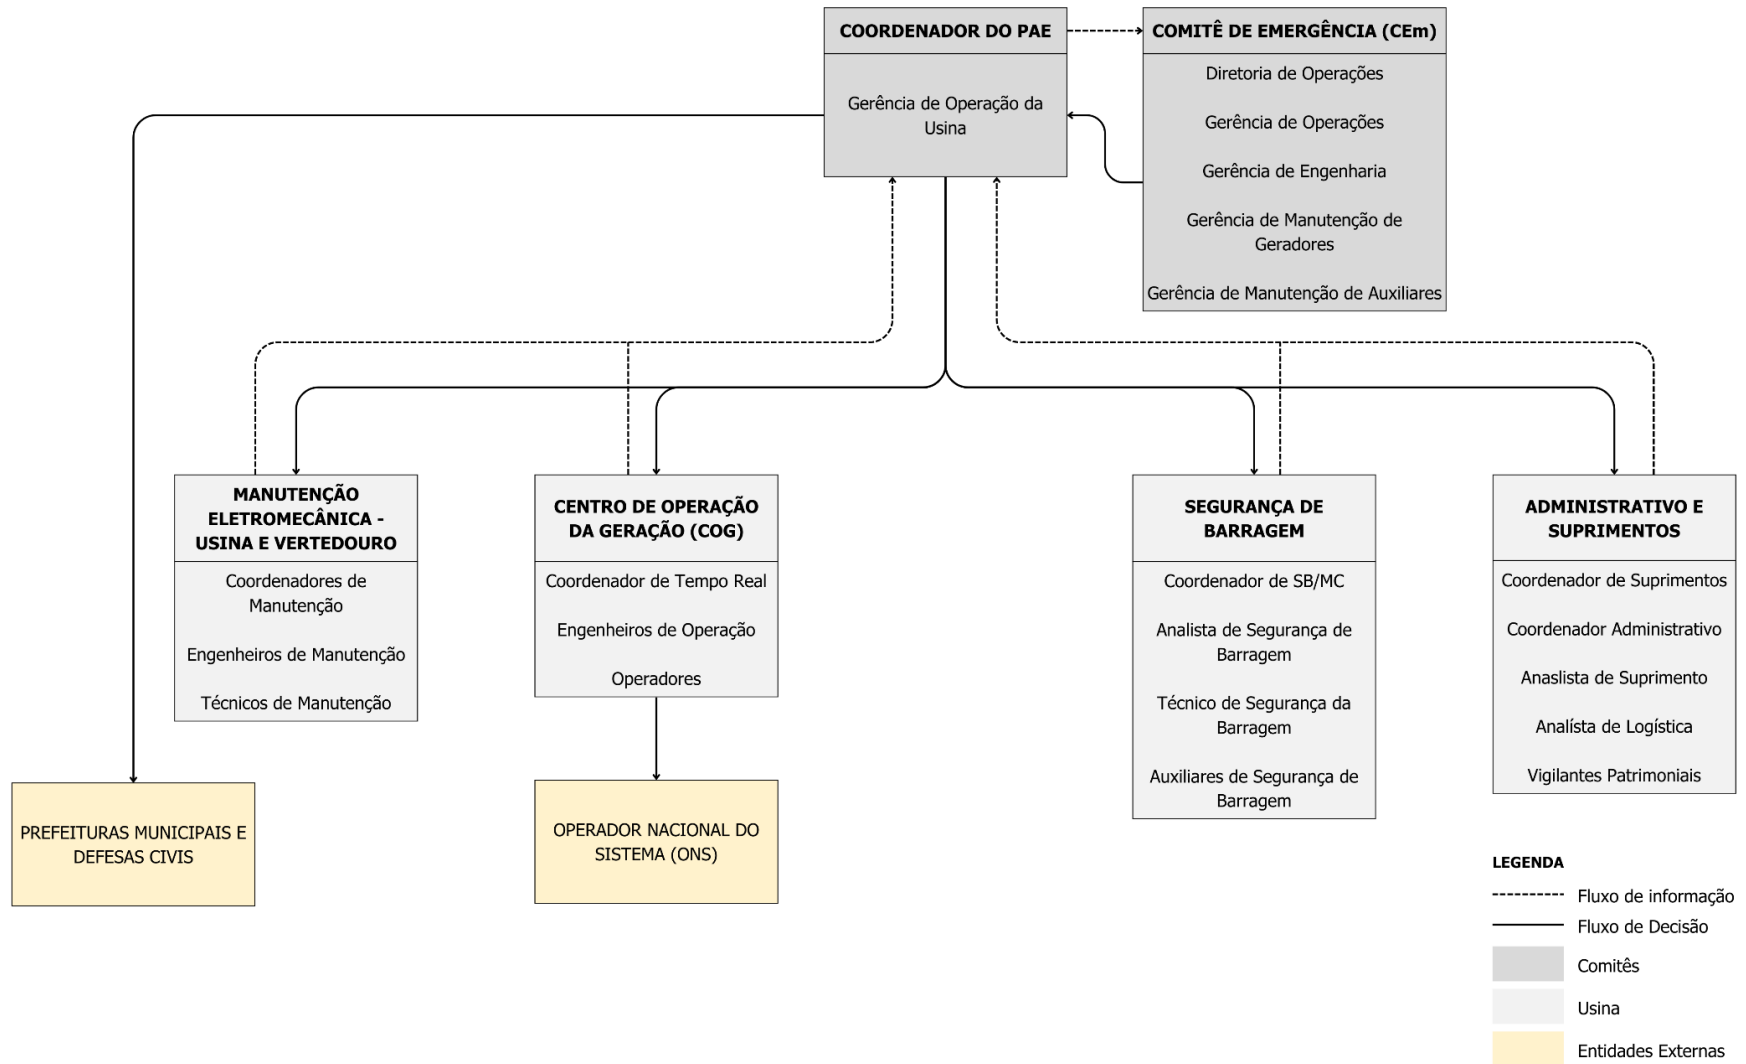 COORDENADOR DO PAE
Gerência de Operação da
Usina
COMITÊ DE EMERGÊNCIA (CEm)
Diretoria de Operações
Gerência de Operações
Gerência de Engenharia
Gerência de Manutenção de
Geradores
Gerência de Manutenção de Auxiliares
MANUTENÇÃO
ELETROMECÂNICA -
USINA E VERTEDOURO
Coordenadores de
Manutenção
Engenheiros de Manutenção
Técnicos de Manutenção
CENTRO DE OPERAÇÃO
DA GERAÇÃO (COG)
Coordenador de Tempo Real
Engenheiros de Operação
Operadores
SEGURANÇA DE
BARRAGEM
Coordenador de SB/MC
Analista de Segurança de
Barragem
Técnico de Segurança da
Barragem
Auxiliares de Segurança de
Barragem
ADMINISTRATIVO E
SUPRIMENTOS
Coordenador de Suprimentos
Coordenador Administrativo
Anaslista de Suprimento
Analísta de Logística
Vigilantes Patrimoniais
PREFEITURAS MUNICIPAIS E
DEFESAS CIVIS
OPERADOR NACIONAL DO
SISTEMA (ONS)
LEGENDA
Fluxo de informação
Fluxo de Decisão
Comitês
Usina
Entidades Externas